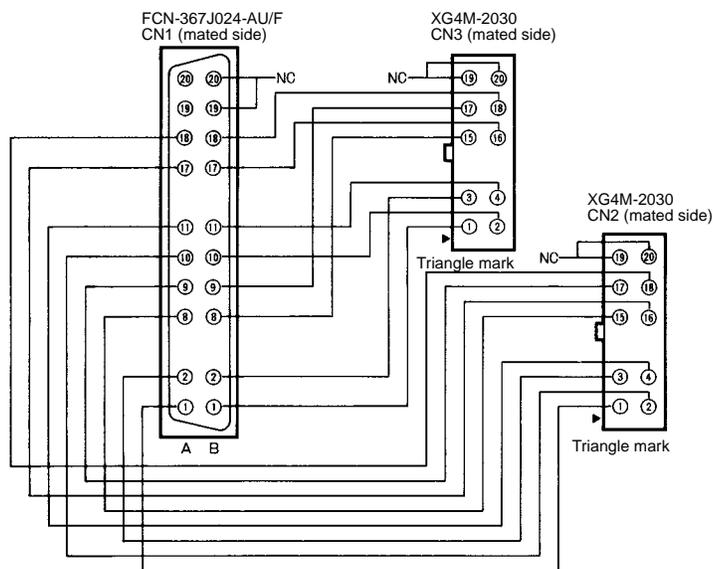 FCN-367J024-AU/F
CN1 (mated side)
XG4M-2030
CN3 (mated side)
20 20 NC
19 19
18 18
17 17
11 11
10 10
9 9
8 8
2 2
1 1
A B
NC 19 20
17 18
15 16
3 4
1 2
Triangle mark
XG4M-2030
CN2 (mated side)
NC 19 20
17 18
15 16
3 4
1 2
Triangle mark